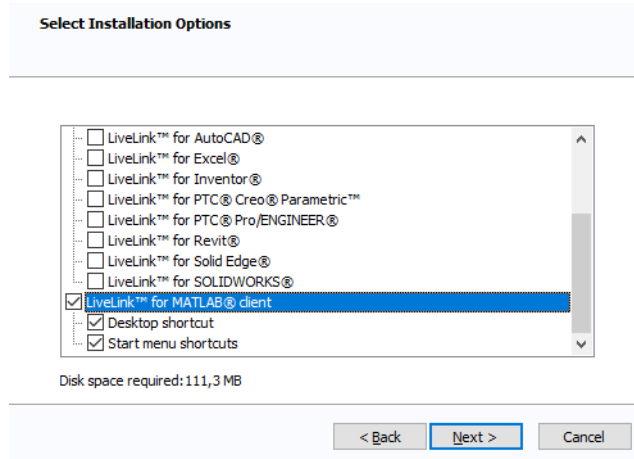 Select Installation Options
LiveLink™ for AutoCAD®
LiveLink™ for Excel®
LiveLink™ for Inventor®
LiveLink™ for PTC® Creo® Parametric™
LiveLink™ for PTC® Pro/ENGINEER®
LiveLink™ for Revit®
LiveLink™ for Solid Edge®
LiveLink™ for SOLIDWORKS®
LiveLink™ for MATLAB® client
Desktop shortcut
Start menu shortcuts
Disk space required:111,3 MB
< Back Next > Cancel